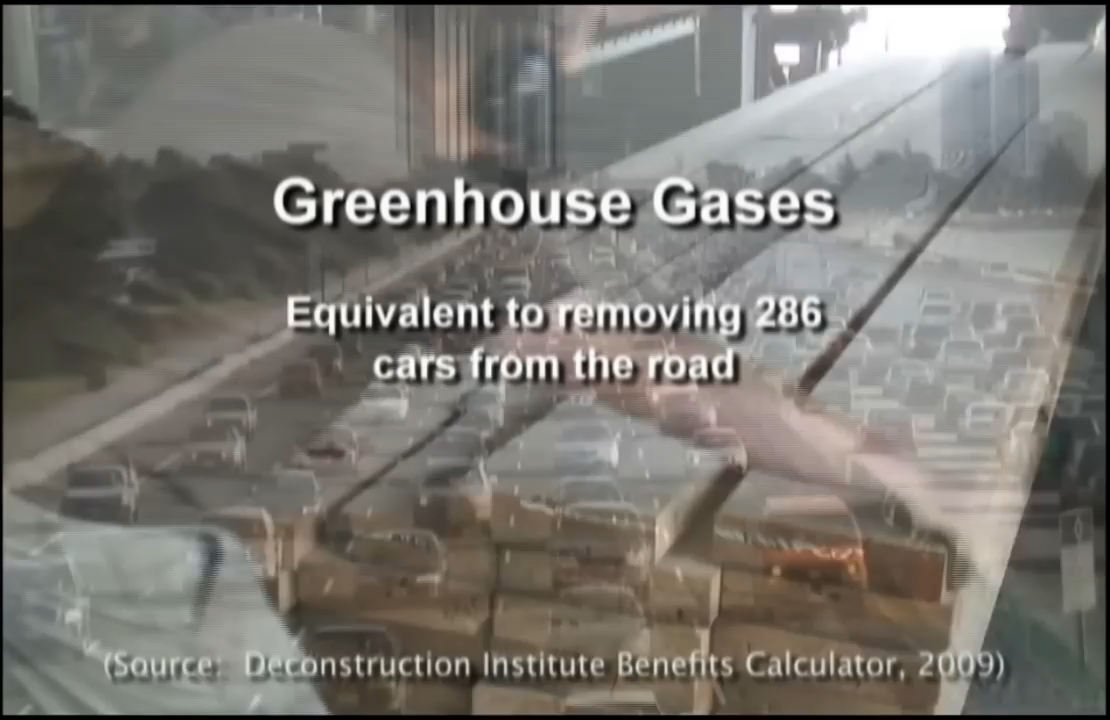 Greenhouse Gases
Equivalent to removing 286
cars from the road
(Source: Deconstruction Institute Benefits Calculator, 2009)